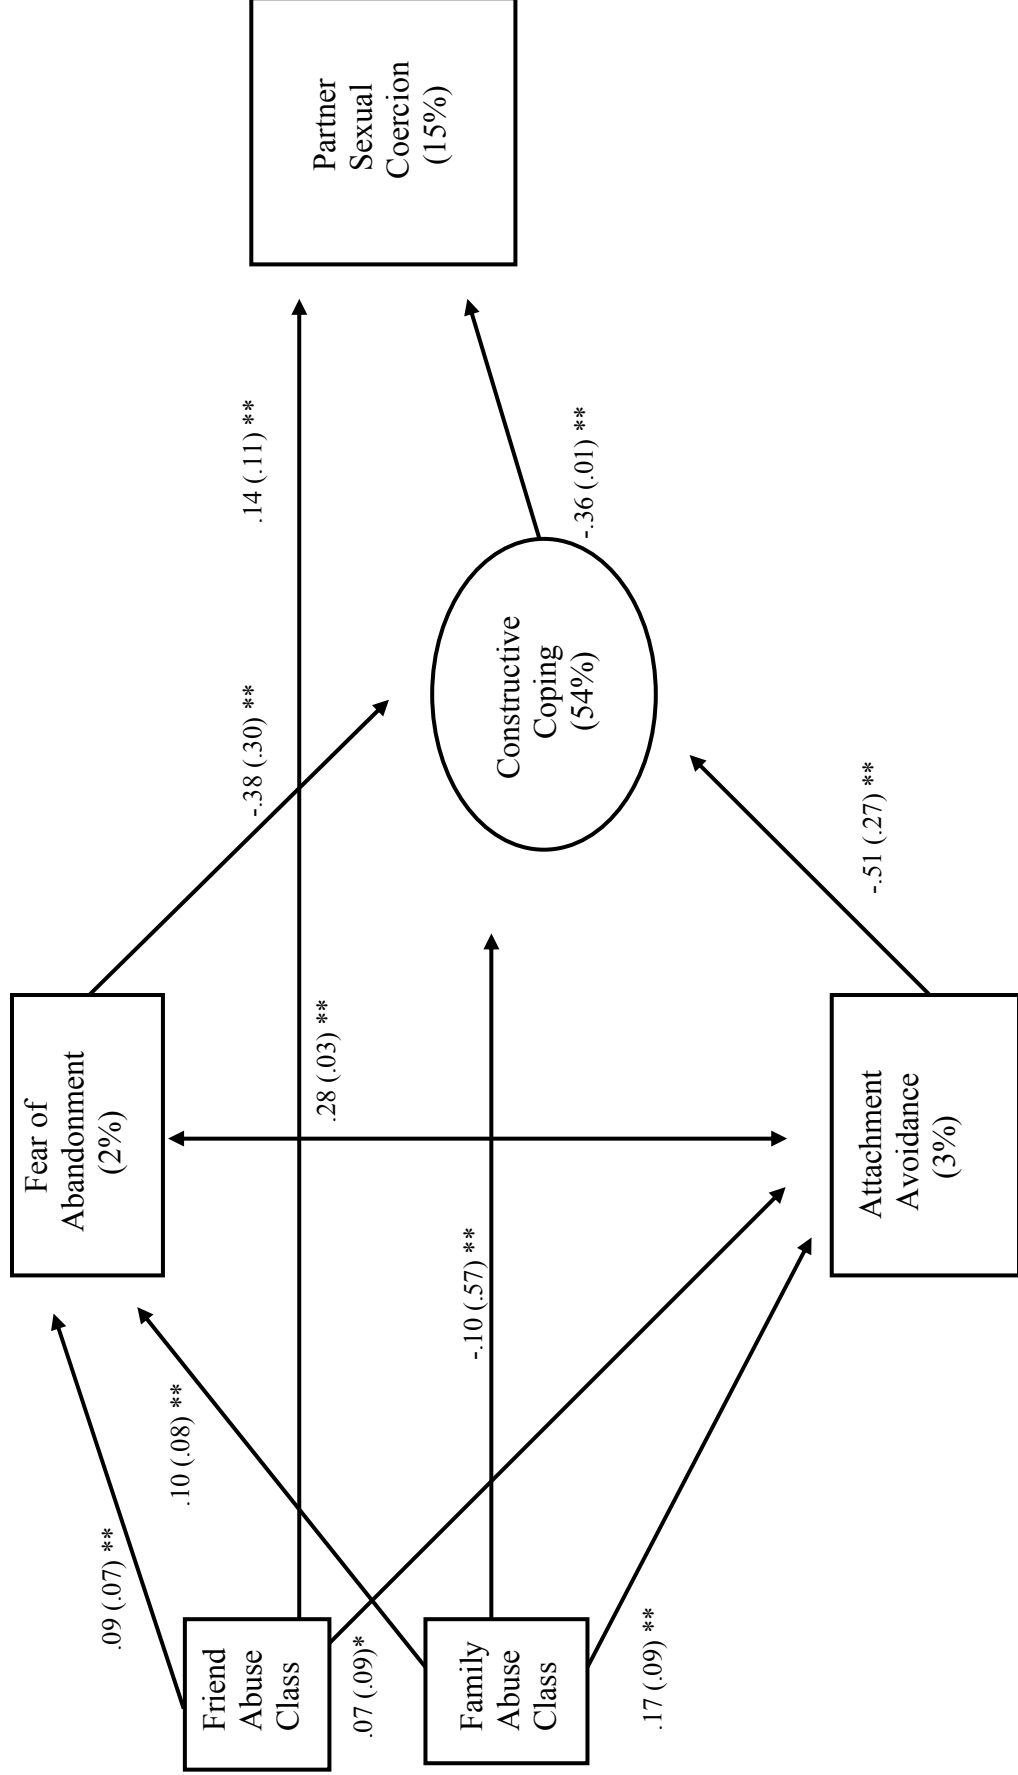 Fear of
Abandonment
(2%)
.09 (.07) **
.10 (.08) **
Friend
Abuse
Class
-.38 (.30) **
.14 (.11) **
Partner
Sexual
Coercion
(15%)
.28 (.03) **
.07 (.09)*
Family
Abuse
Class
-.10 (.57) **
Constructive
Coping
(54%)
-.36 (.01) **
.17 (.09) **
Attachment
Avoidance
(3%)
-.51 (.27) **